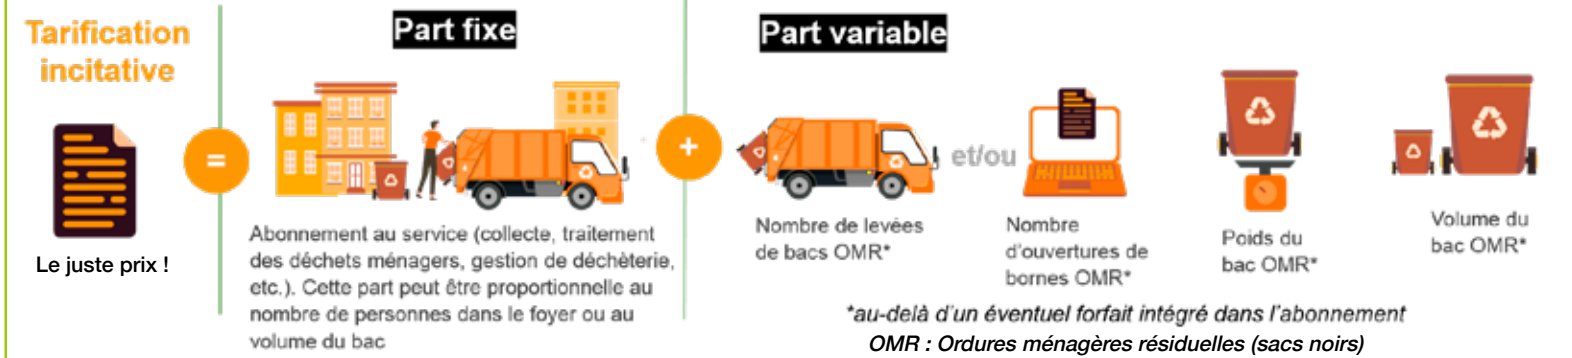 Tarification
incitative
=
Le juste prix !
Part fixe
Abonnement au service (collecte, traitement
des déchets ménagers, gestion de déchèterie,
etc.). Cette part peut être proportionnelle au
nombre de personnes dans le foyer ou au
volume du bac
+
Part variable
Nombre de levées
de bacs OMR*
et/ou
Nombre
d'ouvertures de
bornes OMR*
Poids du
bac OMR*
Volume du
bac OMR*
*au-delà d'un éventuel forfait intégré dans l'abonnement
OMR : Ordures ménagères résiduelles (sacs noirs)